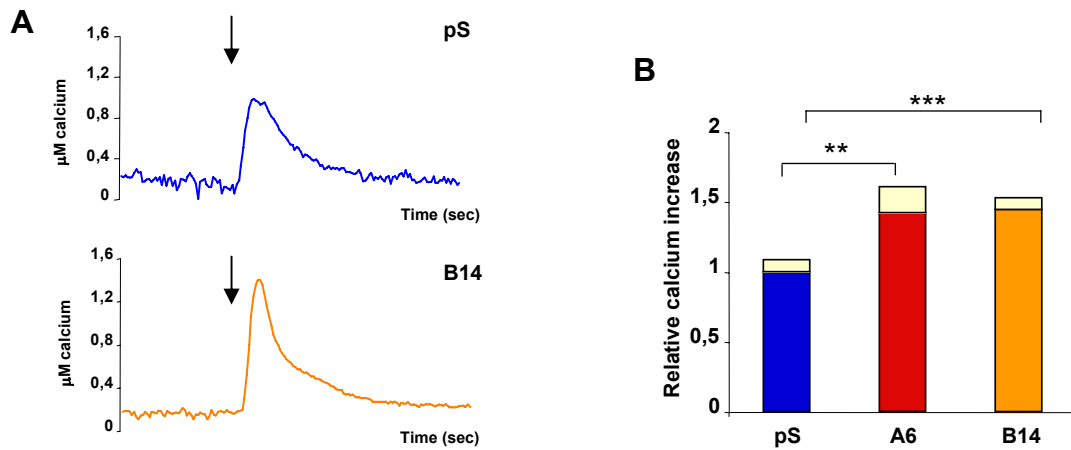 A
pS
1,6
1,2
0,8
0,4
0
µM calcium
Time (sec)
B14
1,6
1,2
0,8
0,4
0
µM calcium
Time (sec)
B
***
**
2
1,5
1
0,5
0
Relative calcium increase
pS A6 B14